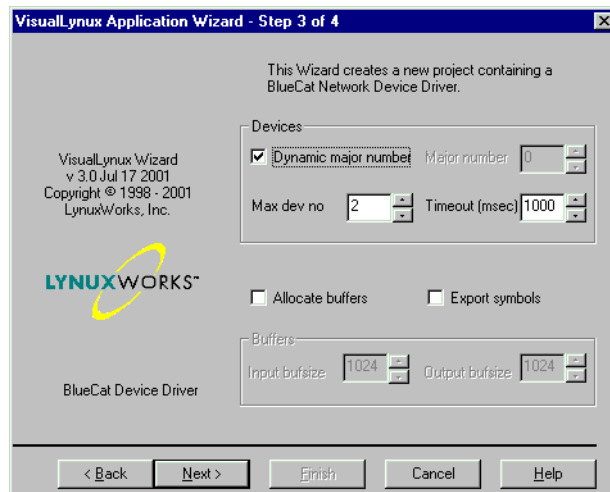 VisualLynux Application Wizard - Step 3 of 4
This Wizard creates a new project containing a
BlueCat Network Device Driver.
Devices
Dynamic major number Major number 0
Max dev no 2 Timeout (msec) 1000
VisualLynux Wizard
v 3.0 Jul 17 2001
Copyright © 1998 - 2001
LynuxWorks, Inc.
LYNUXWORKS™
BlueCat Device Driver
Allocate buffers Export symbols
Buffers
Input bufsize 1024 Output bufsize 1024
< Back Next > Finish Cancel Help